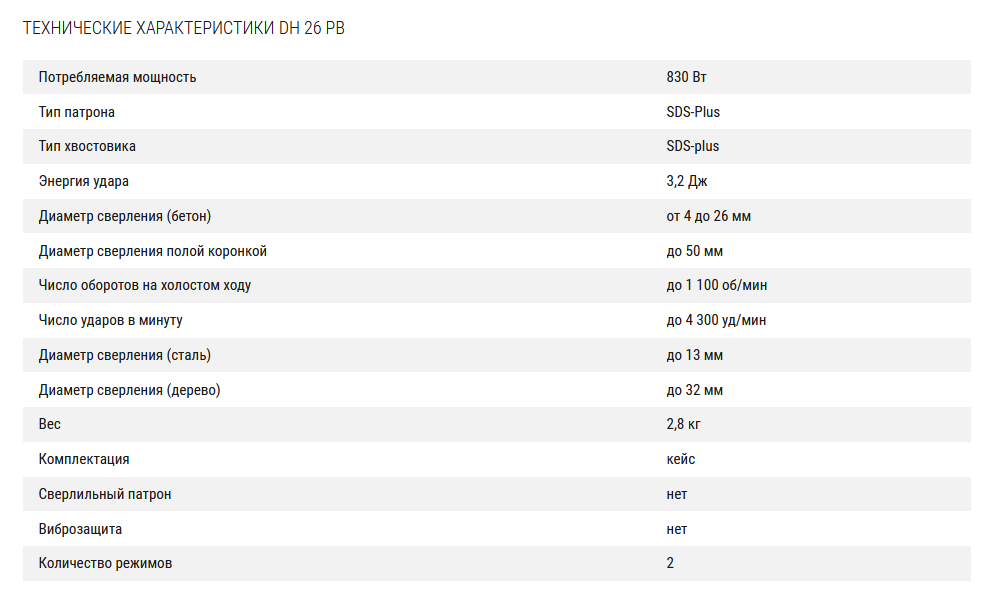 ТЕХНИЧЕСКИЕ ХАРАКТЕРИСТИКИ DH 26 PB
Потребляемая мощность 830 Вт
Тип патрона SDS-Plus
Тип хвостовика SDS-plus
Энергия удара 3,2 Дж
Диаметр сверления (бетон) от 4 до 26 мм
Диаметр сверления полой коронкой до 50 мм
Число оборотов на холостом ходу до 1 100 об/мин
Число ударов в минуту до 4 300 уд/мин
Диаметр сверления (сталь) до 13 мм
Диаметр сверления (дерево) до 32 мм
Вес 2,8 кг
Комплектация кейс
Сверлильный патрон нет
Виброзащита нет
Количество режимов 2